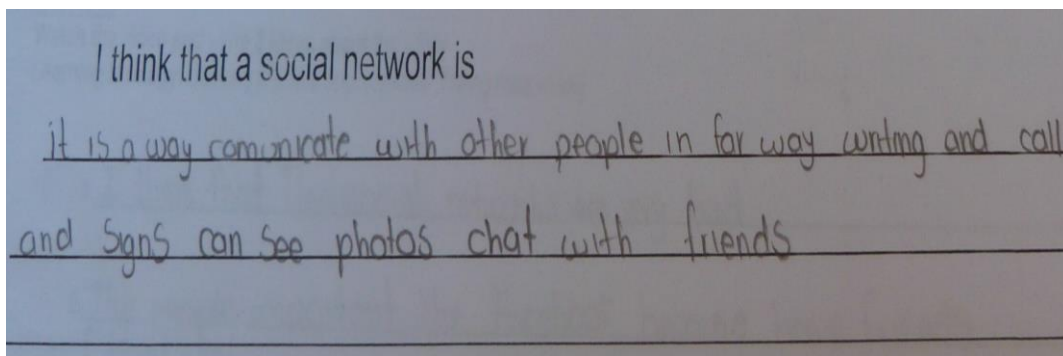 I think that a social network is
it is a way comunicate with other people in far way writing and call
and signs can see photos chat with friends